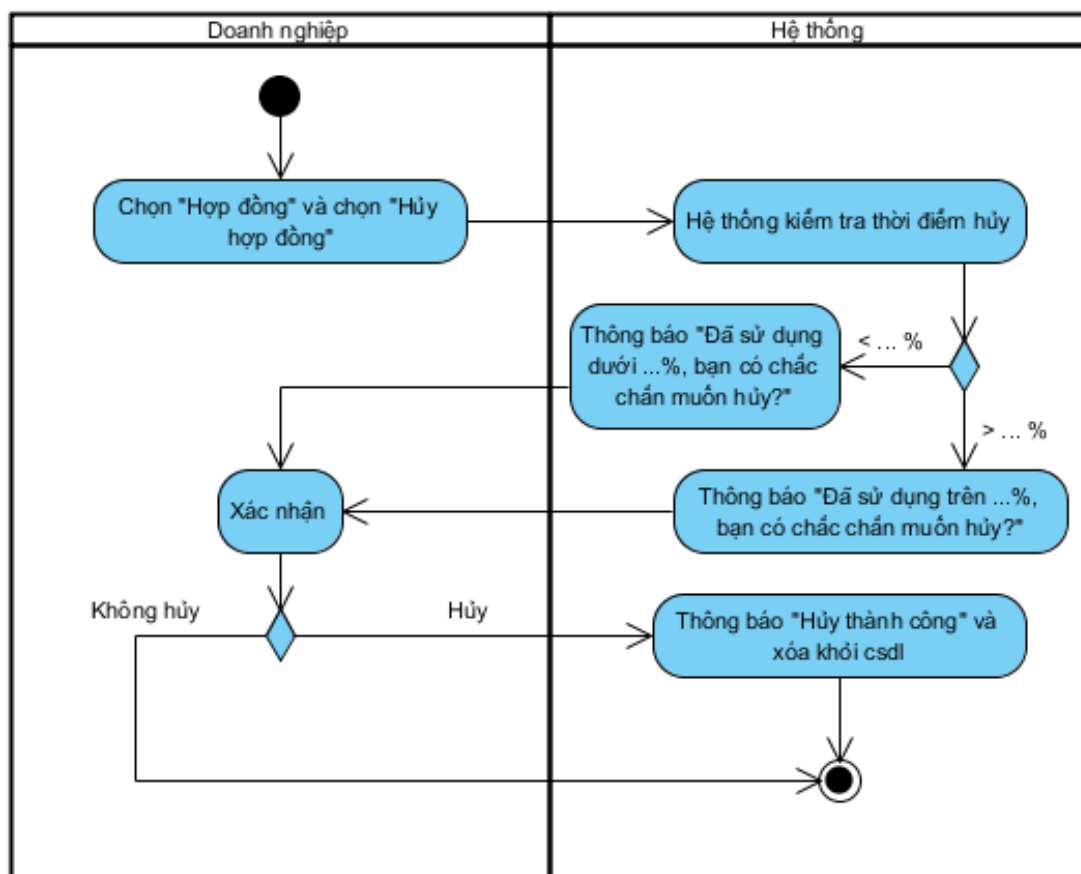 Doanh nghiệp
Hệ thống
Chọn "Hợp đồng" và chọn "Hủy
hợp đồng"
Hệ thống kiểm tra thời điểm hủy
Thông báo "Đã sử dụng
dưới ...%, bạn có chắc
chắn muốn hủy?"
< ... %
> ... %
Xác nhận
Thông báo "Đã sử dụng trên ...%,
bạn có chắc chắn muốn hủy?"
Không hủy
Hủy
Thông báo "Hủy thành công" và
xóa khỏi csdl